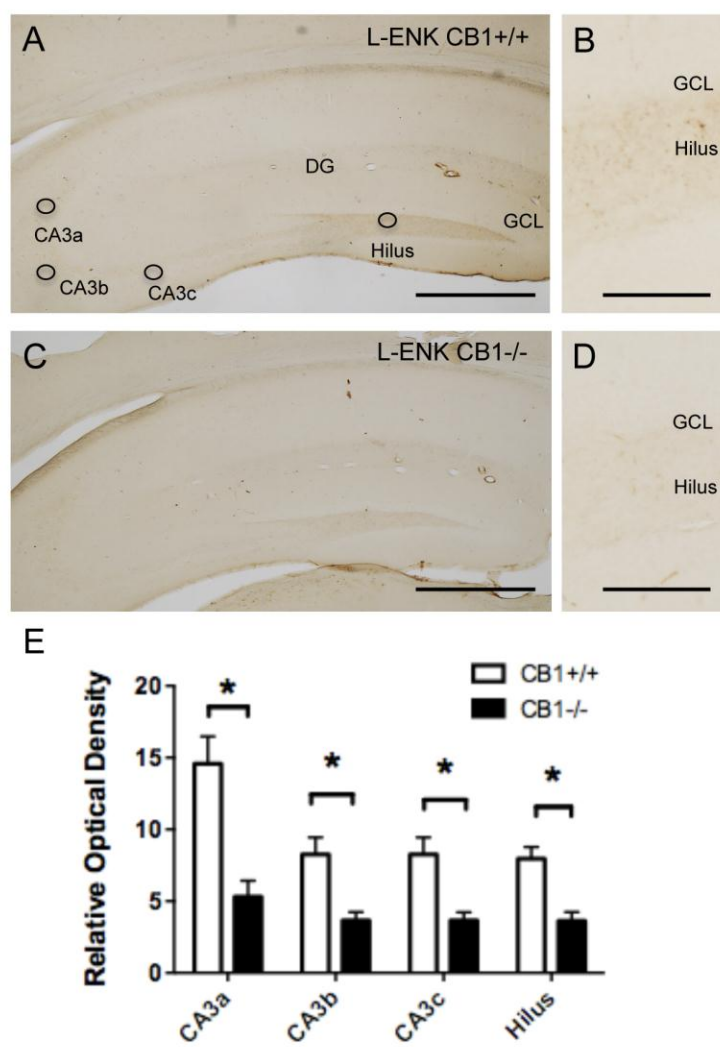 A
L-ENK CB1+/+
B
GCL
Hilus
DG
CA3a
GCL
Hilus
CA3b
CA3c
C
L-ENK CB1-/-
D
GCL
Hilus
E
CB1+/+
CB1-/-
Relative Optical Density
20
15
10
5
0
*
*
*
*
CA3a
CA3b
CA3c
Hilus